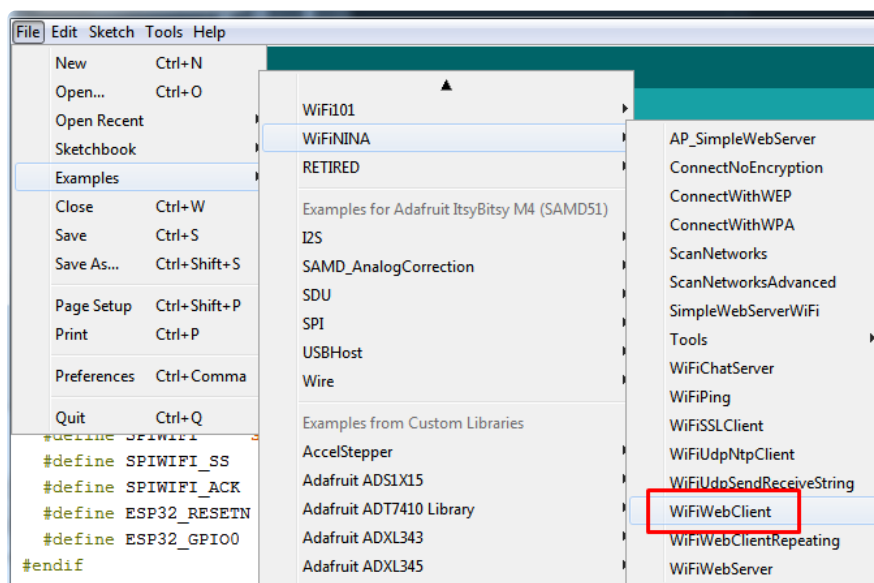 File Edit Sketch Tools Help
New Ctrl+N
Open... Ctrl+O
Open Recent
Sketchbook
Examples
Close Ctrl+W
Save Ctrl+S
Save As... Ctrl+Shift+S
Page Setup Ctrl+Shift+P
Print Ctrl+P
Preferences Ctrl+Comma
Quit Ctrl+Q
WiFi101
WiFiNINA
RETIRED
Examples for Adafruit ItsyBitsy M4 (SAMD51)
I2S
SAMD_AnalogCorrection
SDU
SPI
USBHost
Wire
Examples from Custom Libraries
AccelStepper
Adafruit ADS1X15
Adafruit ADT7410 Library
Adafruit ADXL343
Adafruit ADXL345
AP_SimpleWebServer
ConnectNoEncryption
ConnectWithWEP
ConnectWithWPA
ScanNetworks
ScanNetworksAdvanced
SimpleWebServerWiFi
Tools
WiFiChatServer
WiFiPing
WiFiSSLClient
WiFiUdpNtpClient
WiFiUdpSendReceiveString
WiFiWebClient
WiFiWebClientRepeating
WiFiWebServer
#define SPIWIFI
#define SPIWIFI_SS
#define SPIWIFI_ACK
#define ESP32_RESETN
#define ESP32_GPIO0
#endif